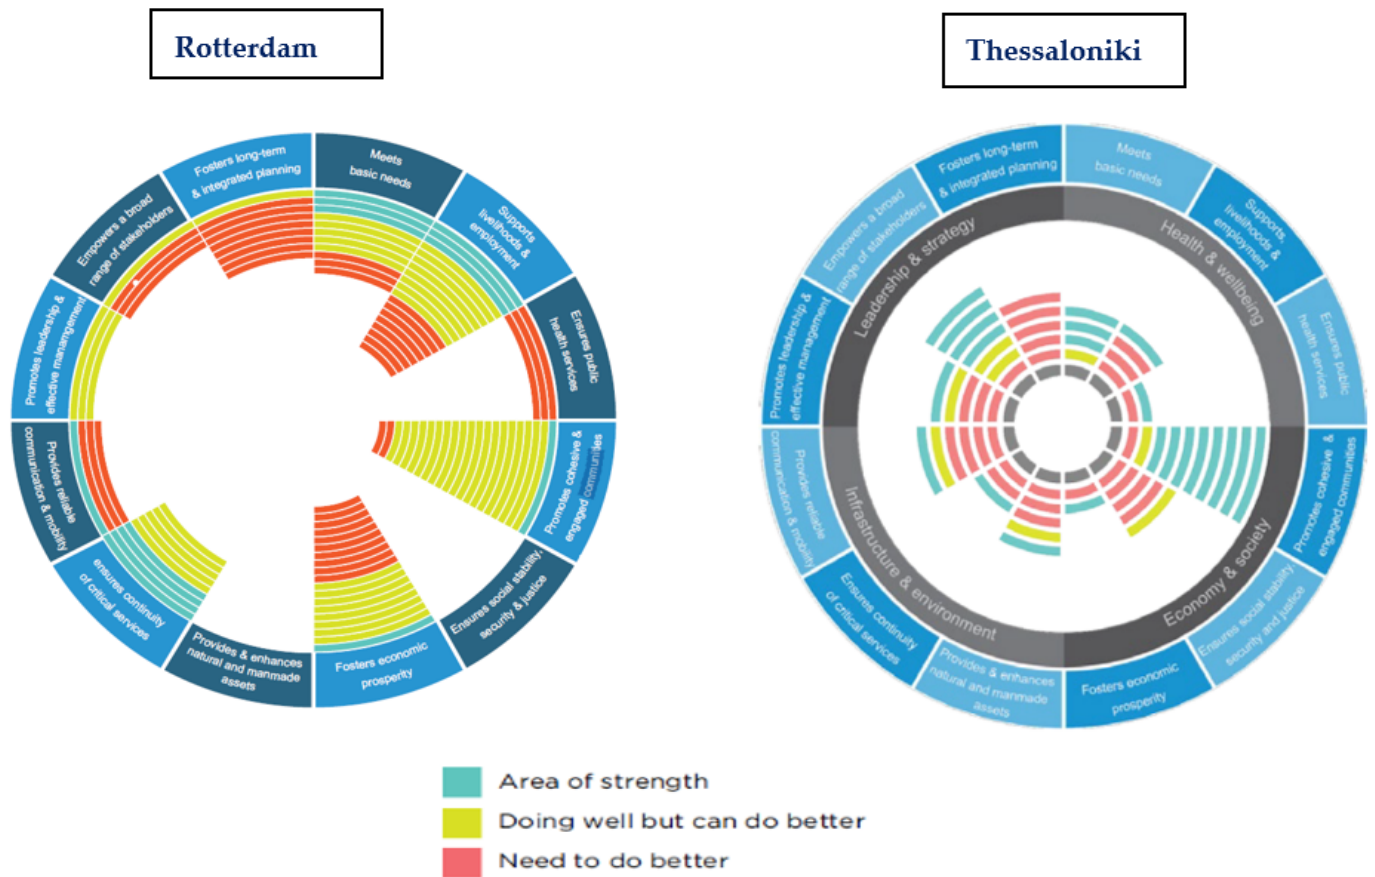 Rotterdam
Thessaloniki
Fosters long-term
& integrated planning
Meets
basic needs
Supports
livelihoods &
employment
Ensures public
health services
Promotes cohesive &
engaged communities
Ensures social stability,
security & justice
Fosters economic
prosperity
Provides & enhances
natural and manmade
assets
ensures continuity
of critical services
Provides reliable
communication & mobility
Promotes leadership &
effective manamgement
Empowers a broad
range of stakeholders
Fosters long-term
& integrated planning
Meets
basic needs
Supports,
livelihoods &
employment
Ensures public
health services
Promotes cohesive &
engaged communities
Ensures social stability,
security and justice
Fosters economic
prosperity
Provides & enhances
natural and manmade
assets
Ensures continuity
of critical services
Provides reliable
communication & mobility
Promotes leadership &
effective management
Empowers a broad
range of stakeholders
Leadership & strategy
Health & wellbeing
Economy & society
Infrastructure & environment
Area of strength
Doing well but can do better
Need to do better